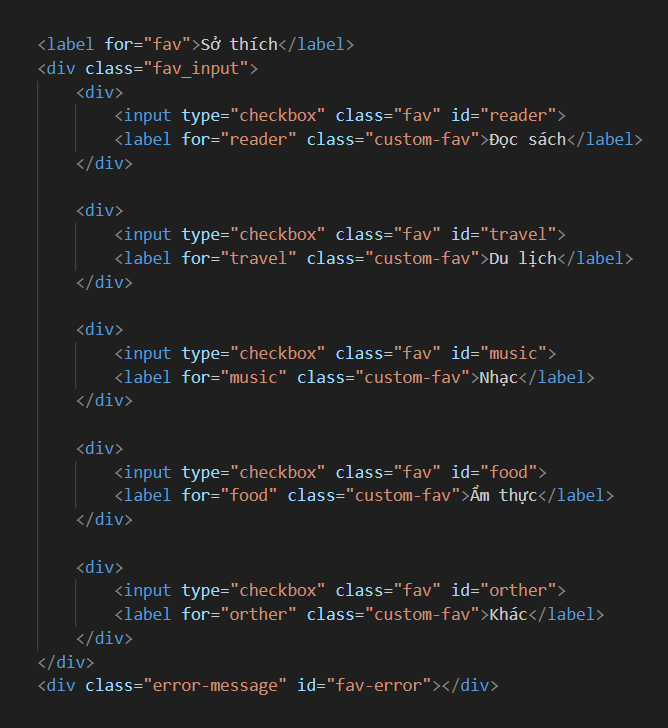 <label for="fav">Sở thích</label>
<div class="fav_input">
<div>
<input type="checkbox" class="fav" id="reader">
<label for="reader" class="custom-fav">Đọc sách</label>
</div>
<div>
<input type="checkbox" class="fav" id="travel">
<label for="travel" class="custom-fav">Du lịch</label>
</div>
<div>
<input type="checkbox" class="fav" id="music">
<label for="music" class="custom-fav">Nhạc</label>
</div>
<div>
<input type="checkbox" class="fav" id="food">
<label for="food" class="custom-fav">Ẩm thực</label>
</div>
<div>
<input type="checkbox" class="fav" id="orther">
<label for="orther" class="custom-fav">Khác</label>
</div>
</div>
<div class="error-message" id="fav-error"></div>